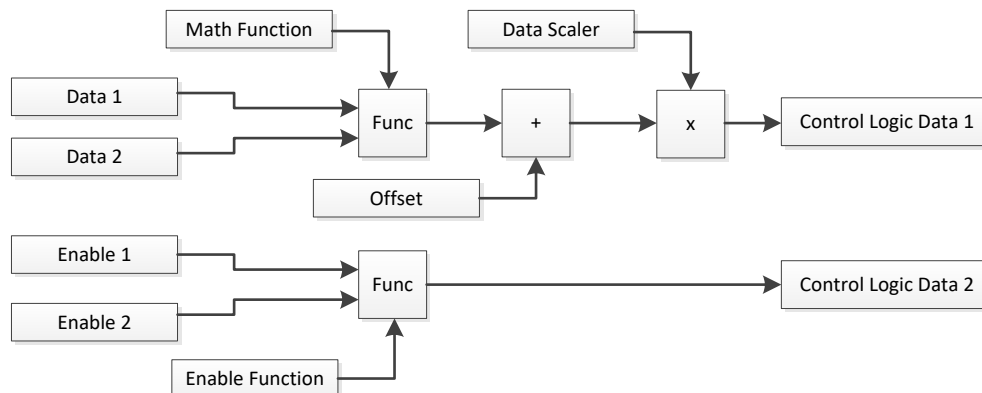 Math Function
Data Scaler
Data 1
Func
+
x
Control Logic Data 1
Data 2
Offset
Enable 1
Func
Control Logic Data 2
Enable 2
Enable Function